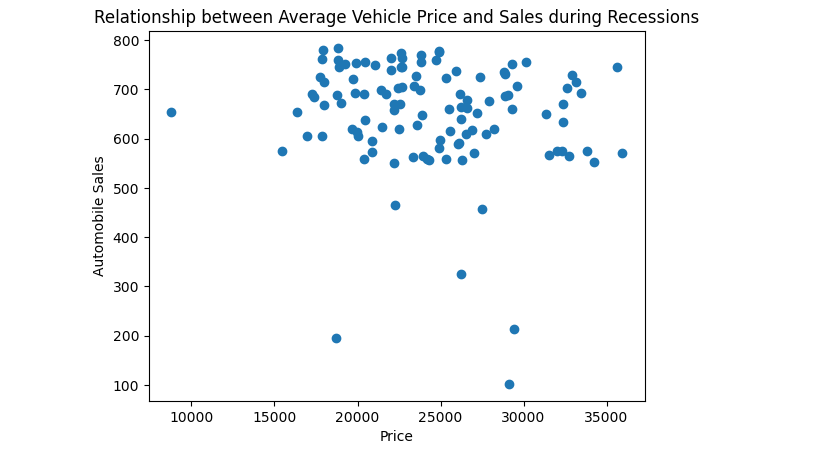 Relationship between Average Vehicle Price and Sales during Recessions
800
700
600
500
400
300
200
100
Automobile Sales
10000 15000 20000 25000 30000 35000
Price